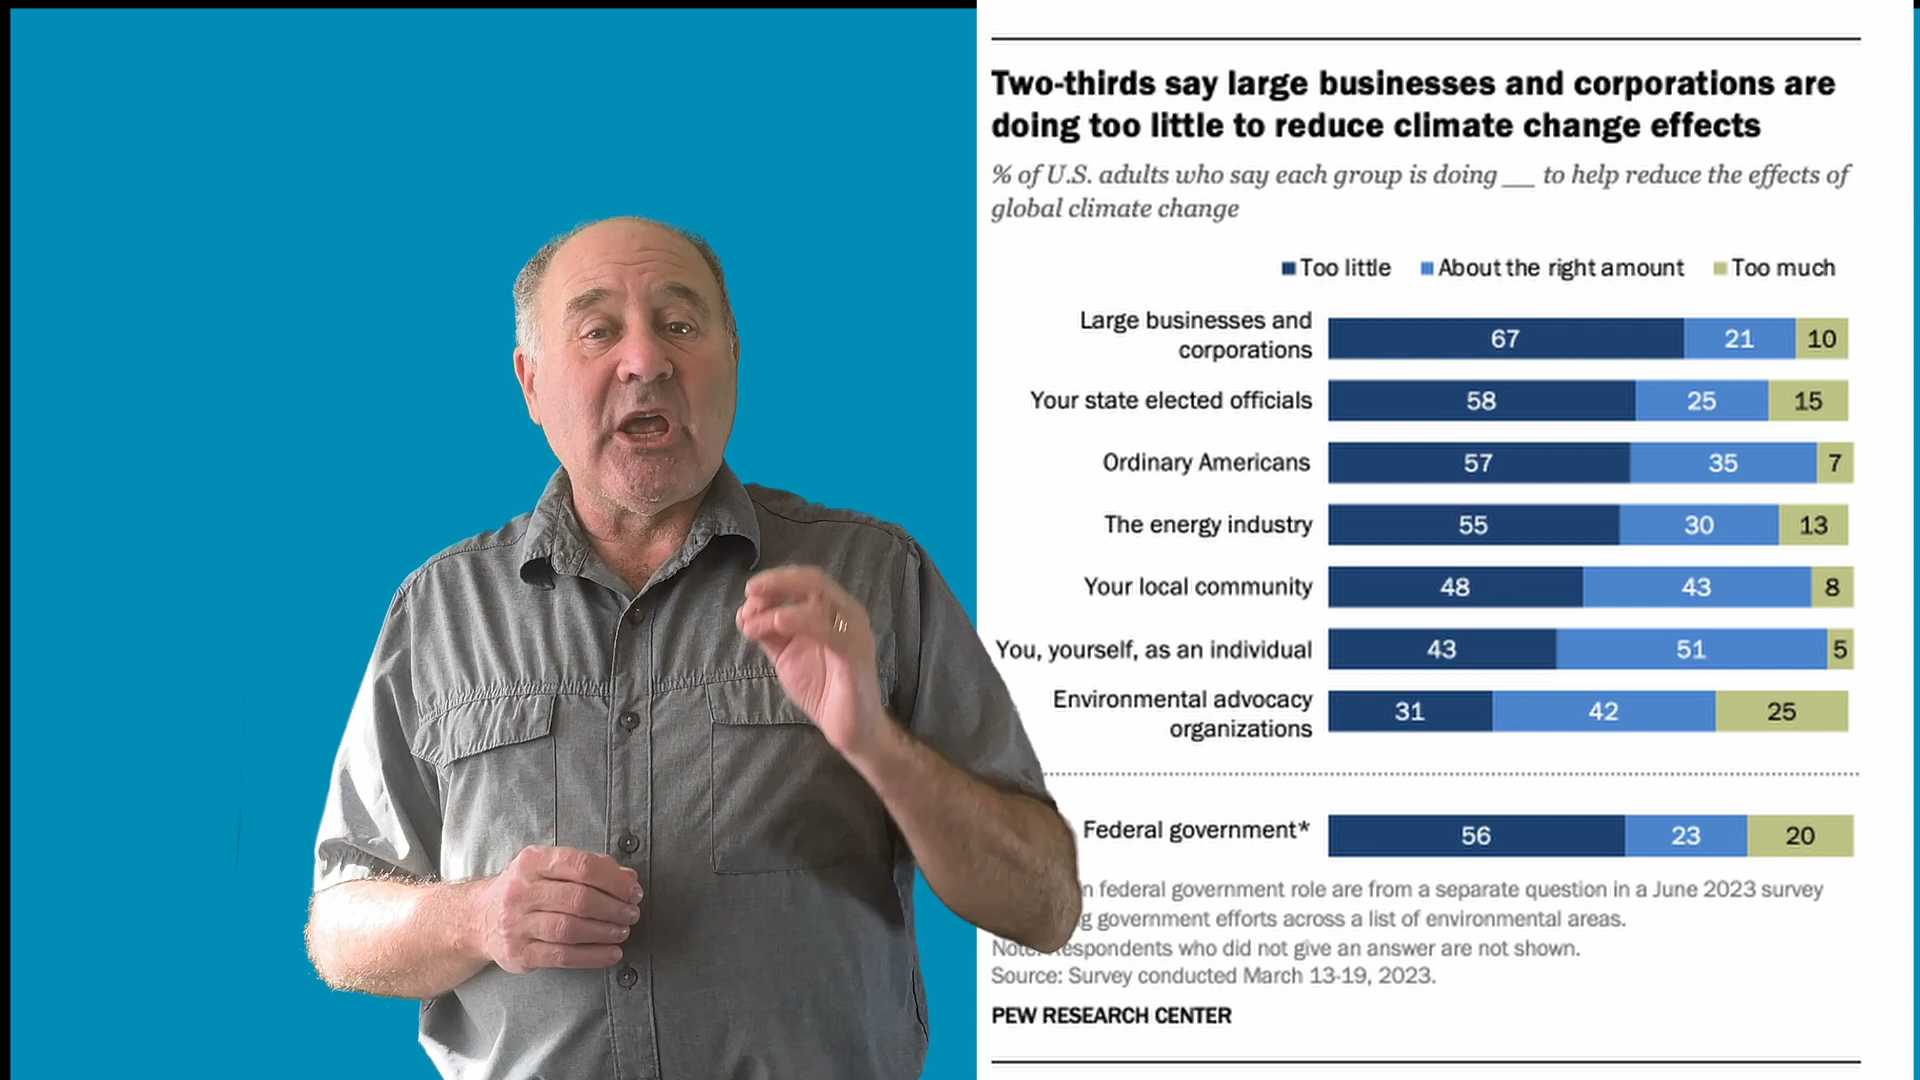 Two-thirds say large businesses and corporations are
doing too little to reduce climate change effects
% of U.S. adults who say each group is doing __ to help reduce the effects of
global climate change
Too little About the right amount Too much
Large businesses and
corporations
67 21 10
Your state elected officials 58 25 15
Ordinary Americans 57 35 7
The energy industry 55 30 13
Your local community 48 43 8
You, yourself, as an individual 43 51 5
Environmental advocacy
organizations
31 42 25
Federal government* 56 23 20
federal government role are from a separate question in a June 2023 survey
government efforts across a list of environmental areas.
respondents who did not give an answer are not shown.
Source: Survey conducted March 13-19, 2023.
PEW RESEARCH CENTER